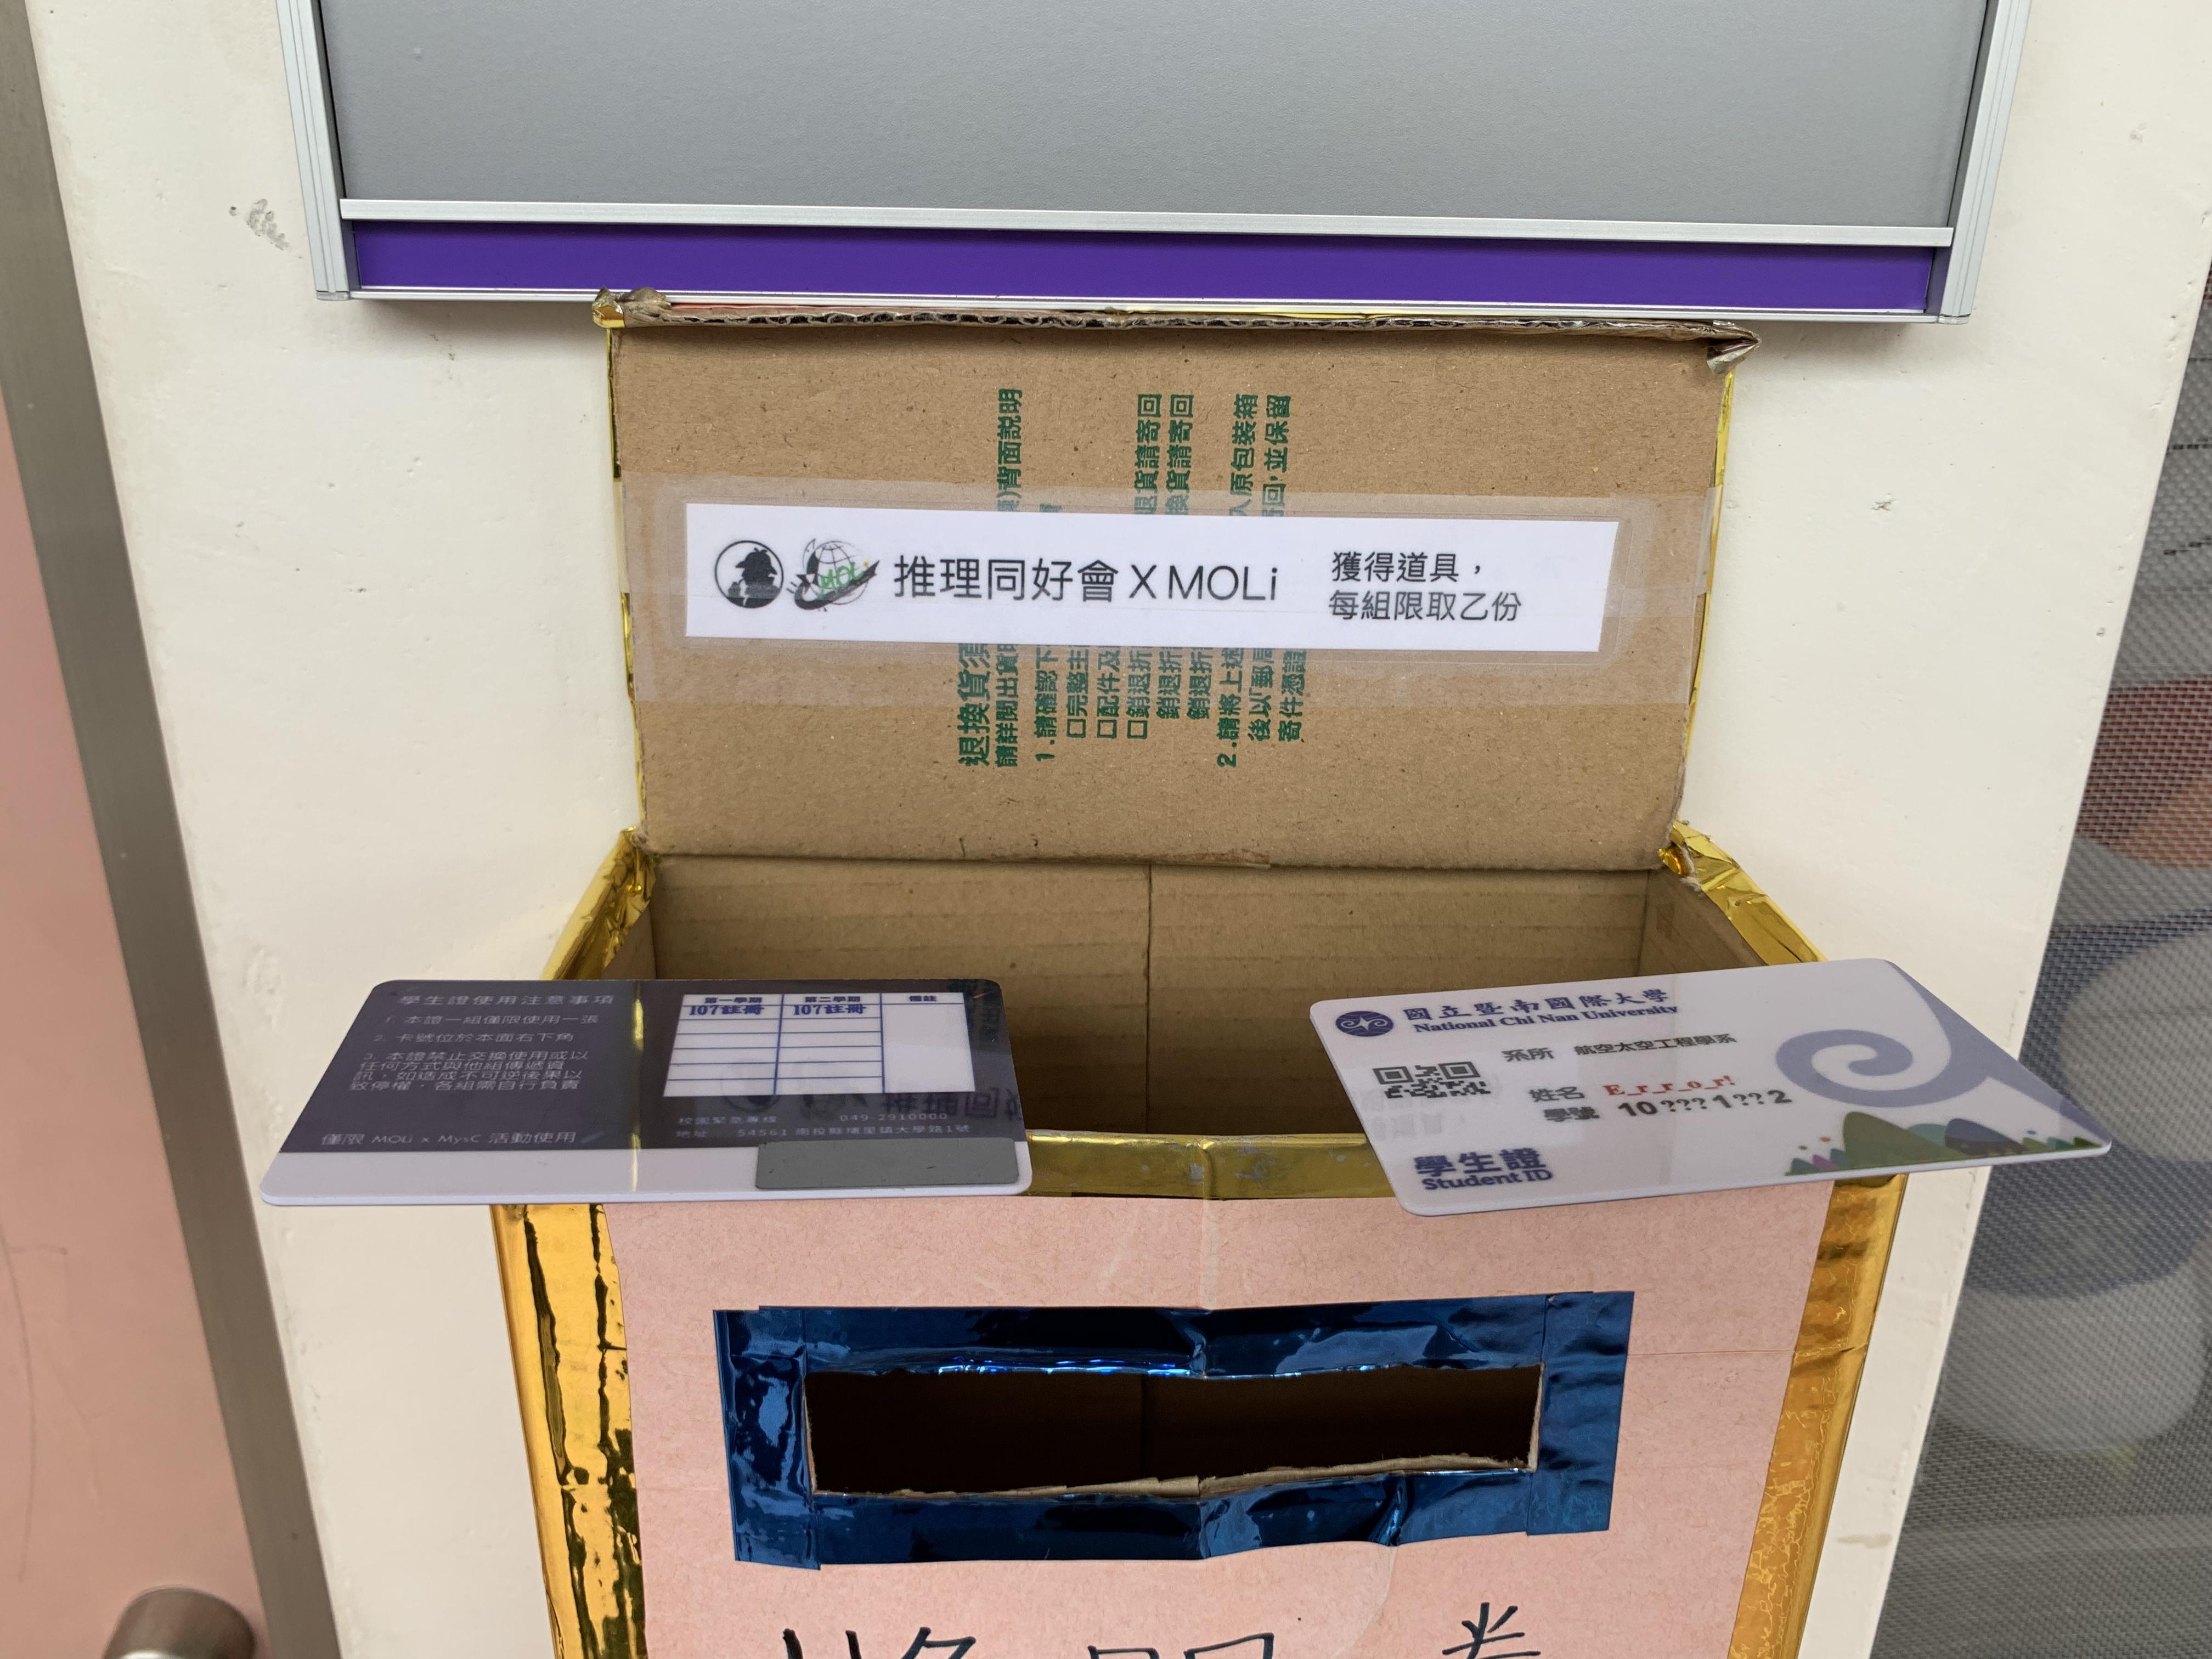 推理同好會 X MOLi
獲得道具，
每組限取乙份
背面説明
退換貨須
請詳閱出貨
1.請確認下
□完整主
□配件及
□銷退折
退貨請寄回
銷退折
換貨請寄回
銷退折
2.請將上述
入原包裝箱
後以「郵局
寄回，並保留
寄件憑證
學生證使用注意事項
1. 本證一組僅限使用一張
2. 卡號位於本面右下角
3. 本證禁止交換使用或以
任何方式與他組傳遞資
訊，如造成不可逆後果以
致停權，各組需自行負責
僅限 MOLi x MysC 活動使用
第一學期 第二學期 備註
107註冊 107註冊
校園緊急專線 049-2910000
地址 54561 南投縣埔里鎮大學路1號
國立暨南國際大學
National Chi Nan University
系所 航空太空工程學系
姓名 E_r_r_o_r!
學號 10???1??2
學生證
Student ID